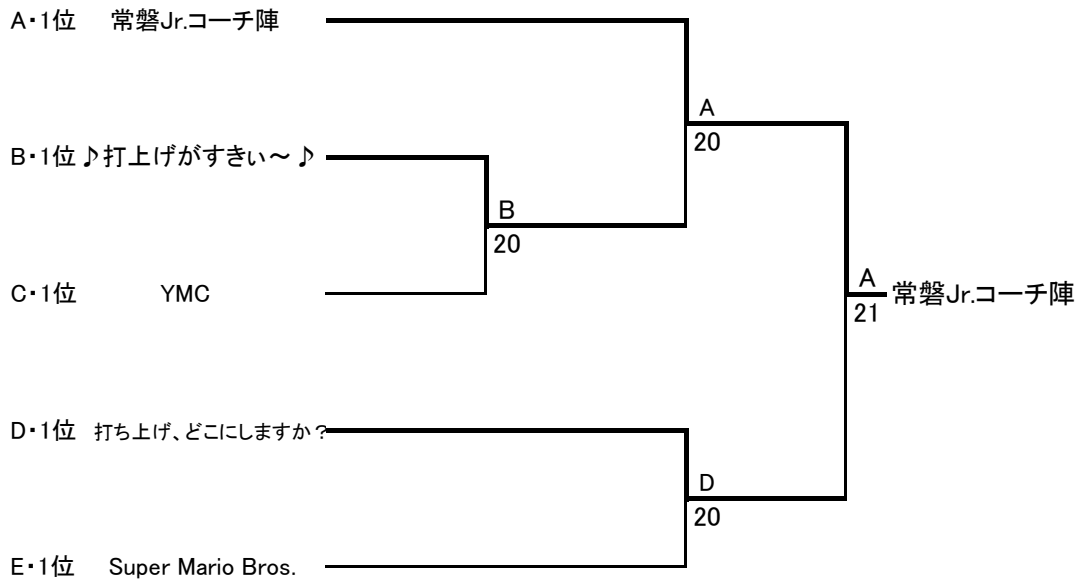 A・1位 常磐Jr.コーチ陣
A
20
B・1位 ♪打上げがすきぃ～♪
B
20
A 常磐Jr.コーチ陣
21
C・1位 YMC
D・1位 打ち上げ、どこにしますか？
D
20
E・1位 Super Mario Bros.